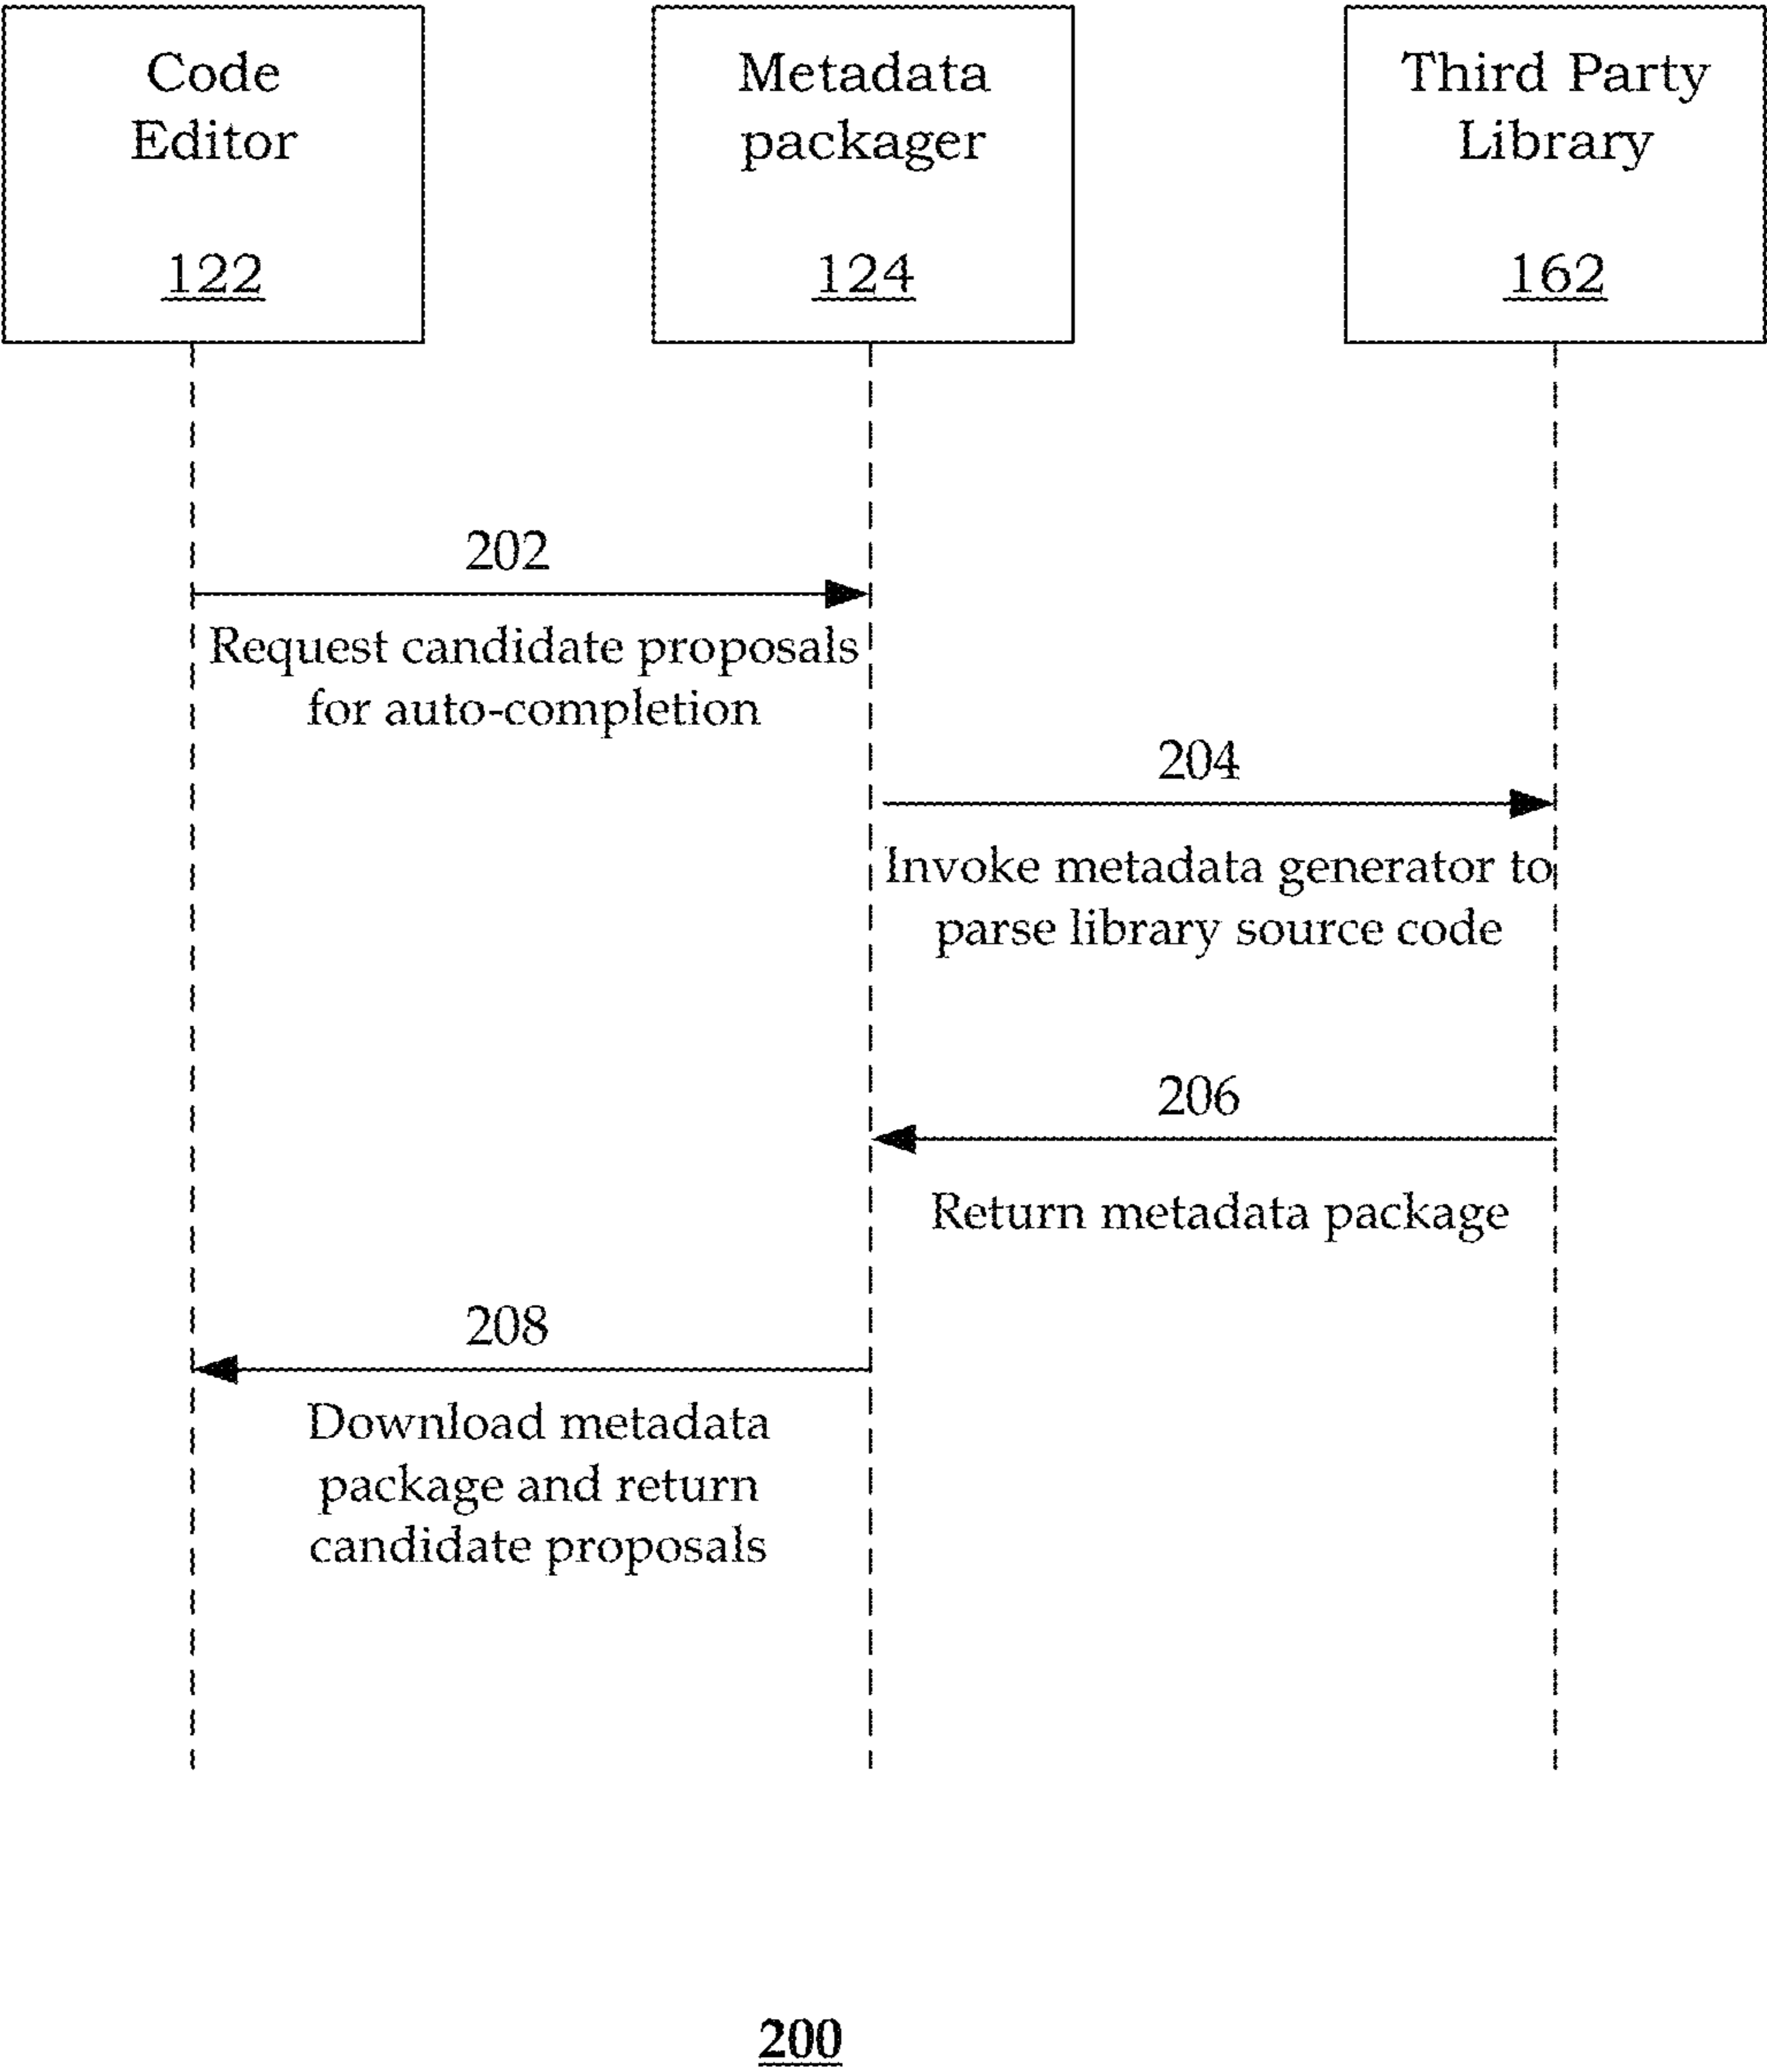 Code
Editor
122
Metadata
packager
124
Third Party
Library
162
202
Request candidate proposals
for auto-completion
204
Invoke metadata generator to
parse library source code
206
Return metadata package
208
Download metadata
package and return
candidate proposals
200